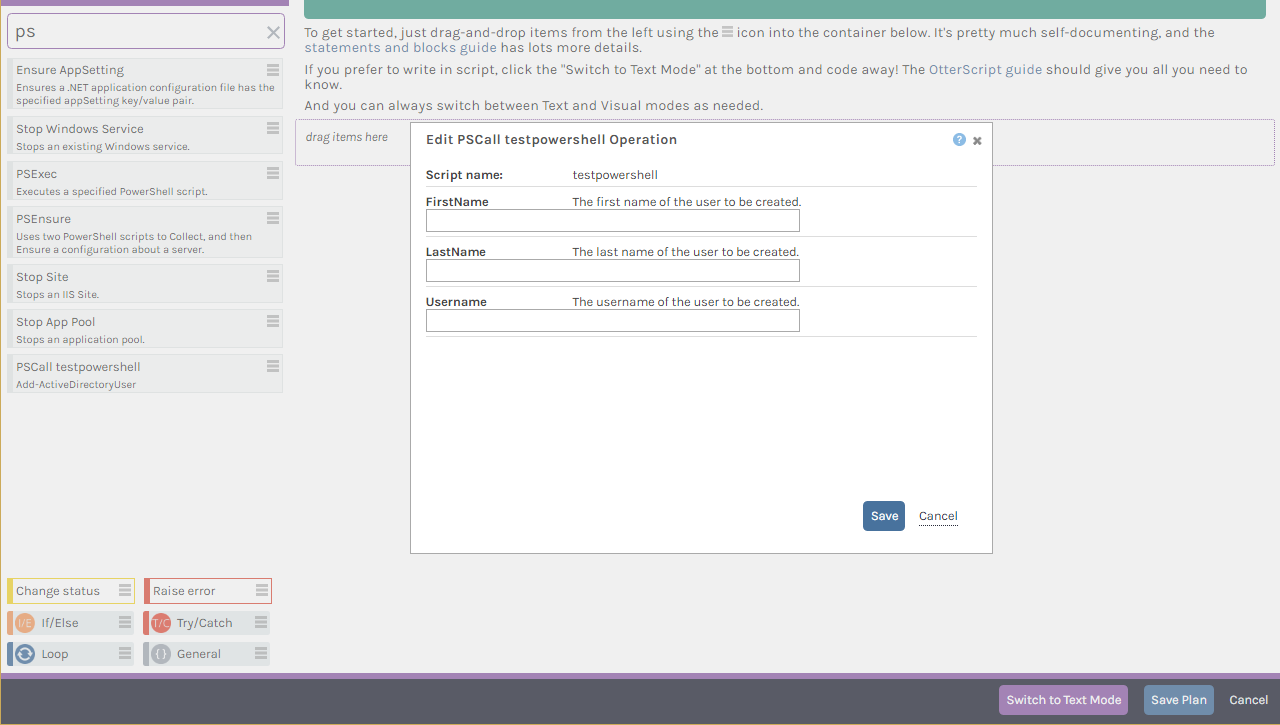 ps
Ensure AppSetting
Ensures a .NET application configuration file has the
specified appSetting key/value pair.
Stop Windows Service
Stops an existing Windows service.
PSExec
Executes a specified PowerShell script.
PSEnsure
Uses two PowerShell scripts to Collect, and then
Ensure a configuration about a server.
Stop Site
Stops an IIS Site.
Stop App Pool
Stops an application pool.
PSCall testpowershell
Add-ActiveDirectoryUser
Change status
Raise error
I/E If/Else
T/C Try/Catch
Loop
{} General
To get started, just drag-and-drop items from the left using the icon into the container below. It's pretty much self-documenting, and the
statements and blocks guide has lots more details.
If you prefer to write in script, click the "Switch to Text Mode" at the bottom and code away! The OtterScript guide should give you all you need to
know.
And you can always switch between Text and Visual modes as needed.
drag items here
Edit PSCall testpowershell Operation
?
Script name: testpowershell
FirstName The first name of the user to be created.
LastName The last name of the user to be created.
Username The username of the user to be created.
Save Cancel
Switch to Text Mode Save Plan Cancel